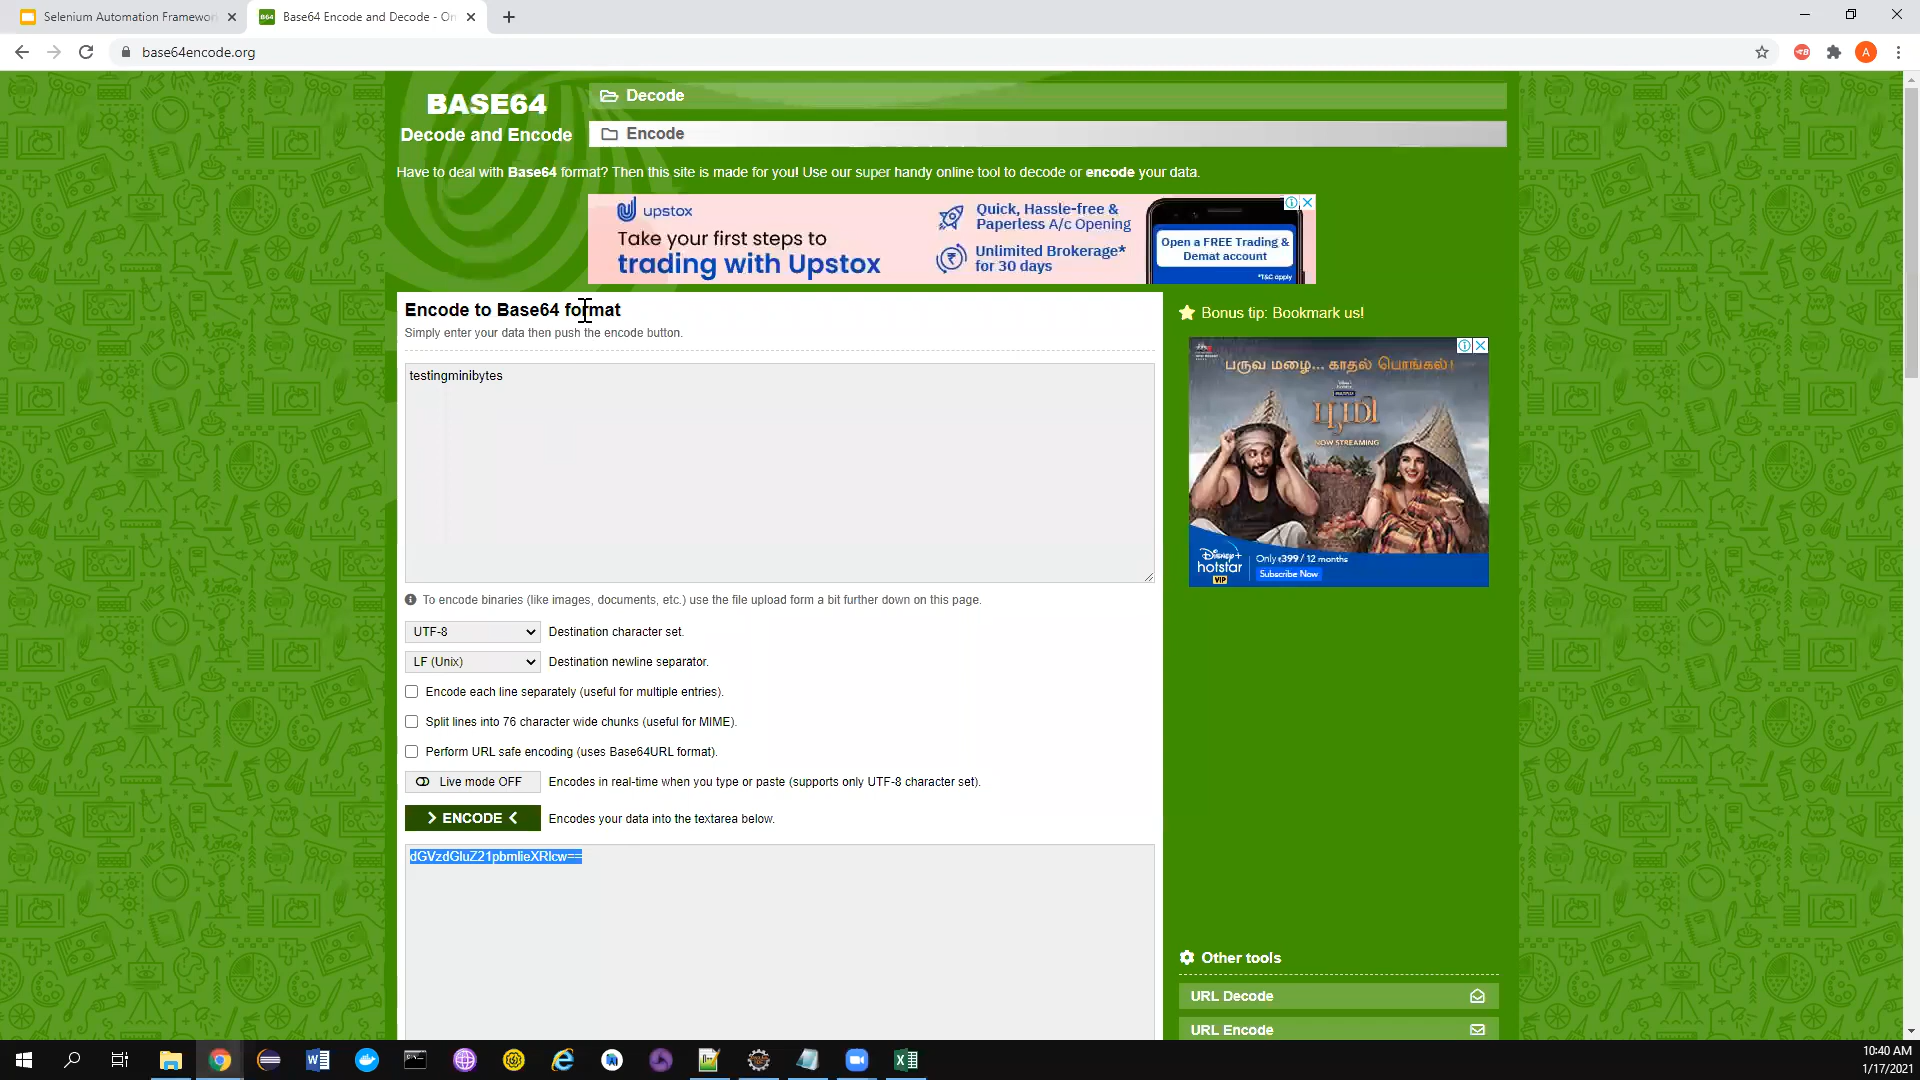 Selenium Automation Framewor
Base64 Encode and Decode - On
base64encode.org
A
BASE64
Decode and Encode
Decode
Encode
Have to deal with Base64 format? Then this site is made for you! Use our super handy online tool to decode or encode your data.
upstox
Take your first steps to
trading with Upstox
Quick, Hassle-free &
Paperless A/c Opening
Unlimited Brokerage*
for 30 days
Open a FREE Trading &
Demat account
*T&C apply
Encode to Base64 format
Simply enter your data then push the encode button.
testingminibytes
To encode binaries (like images, documents, etc.) use the file upload form a bit further down on this page.
UTF-8
Destination character set.
LF (Unix)
Destination newline separator.
Encode each line separately (useful for multiple entries).
Split lines into 76 character wide chunks (useful for MIME).
Perform URL safe encoding (uses Base64URL format).
Live mode OFF
Encodes in real-time when you type or paste (supports only UTF-8 character set).
ENCODE
Encodes your data into the textarea below.
dGVzdGluZ21pbmlieXRlcw==
Bonus tip: Bookmark us!
பருவ மழை... காதல் பொங்கல்!
பூமி
NOW STREAMING
Disney+
hotstar
VIP
Only ₹399 / 12 months
Subscribe Now
Other tools
URL Decode
URL Encode
10:40 AM
1/17/2021